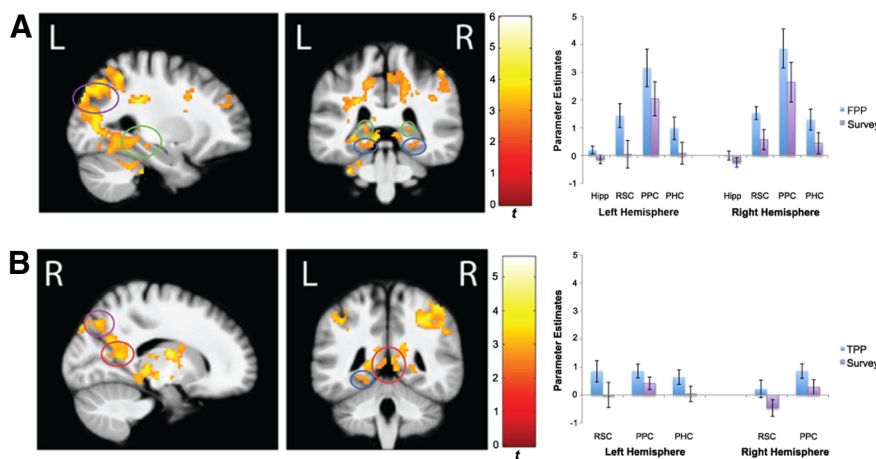 A
L
R
6
5
4
3
2
1
0
t
Parameter Estimates
5
4
3
2
1
0
-1
Hipp RSC PPC PHC Hipp RSC PPC PHC
Left Hemisphere Right Hemisphere
FPP
Survey
B
R
L R
5
4
3
2
1
0
t
Parameter Estimates
5
4
3
2
1
0
-1
RSC PPC PHC RSC PPC
Left Hemisphere Right Hemisphere
TPP
Survey